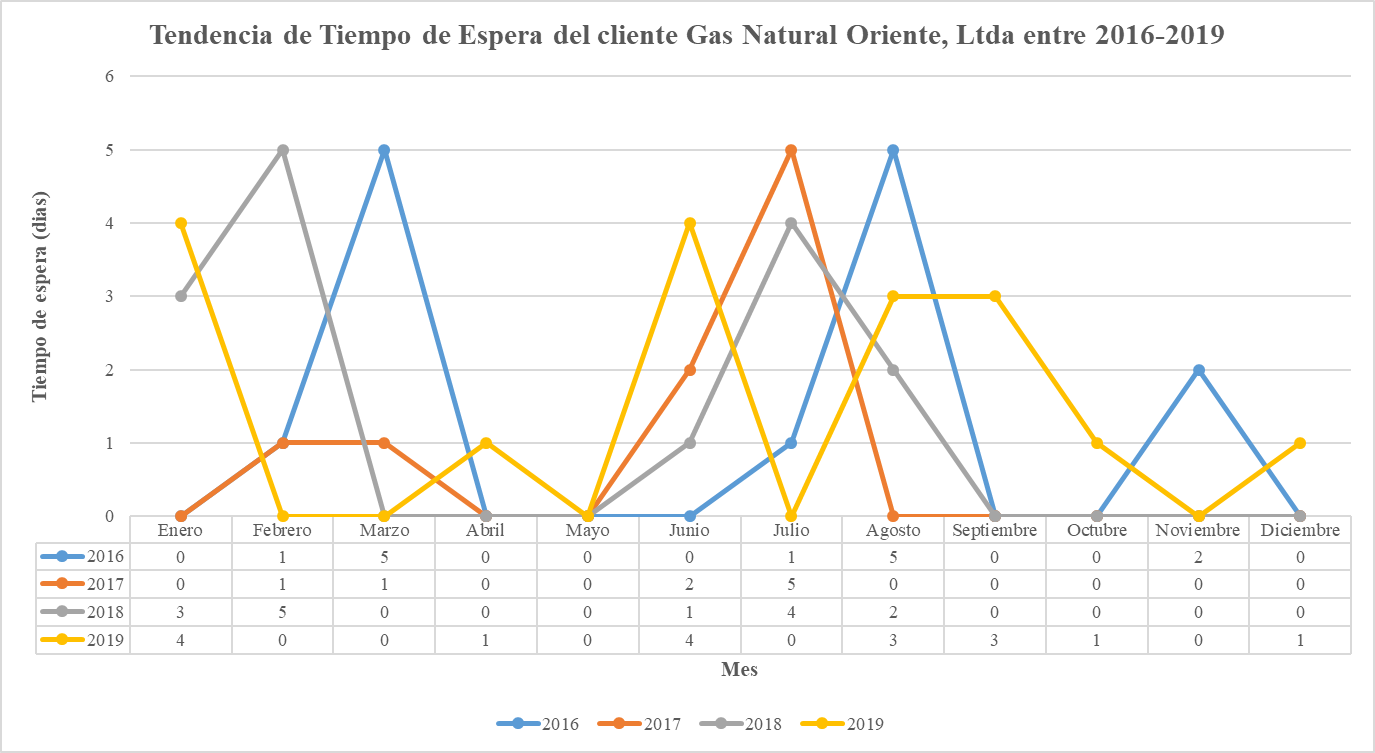 Tendencia de Tiempo de Espera del cliente Gas Natural Oriente, Ltda entre 2016-2019
Tiempo de espera (dias)
6
5
4
3
2
1
0
Enero Febrero Marzo Abril Mayo Junio Julio Agosto Septiembre Octubre Noviembre Diciembre
2016 0 1 5 0 0 0 1 5 0 0 2 0
2017 0 1 1 0 0 2 5 0 0 0 0 0
2018 3 5 0 0 0 1 4 2 0 0 0 0
2019 4 0 0 1 0 4 0 3 3 1 0 1
Mes
2016 2017 2018 2019